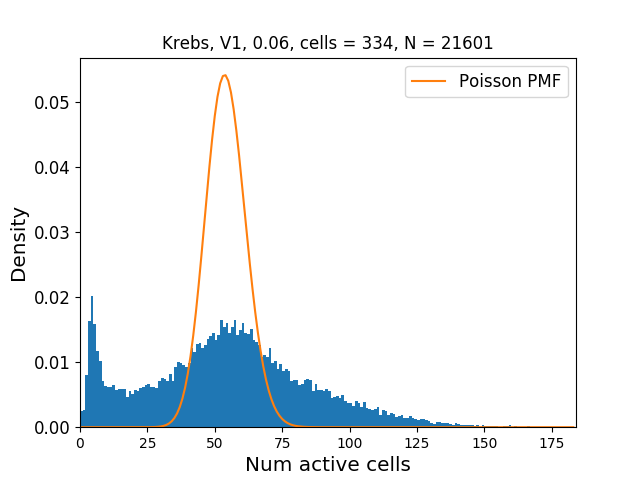 Krebs, V1, 0.06, cells = 334, N = 21601
Poisson PMF
0.05
0.04
0.03
0.02
0.01
0.00
Density
0 25 50 75 100 125 150 175
Num active cells